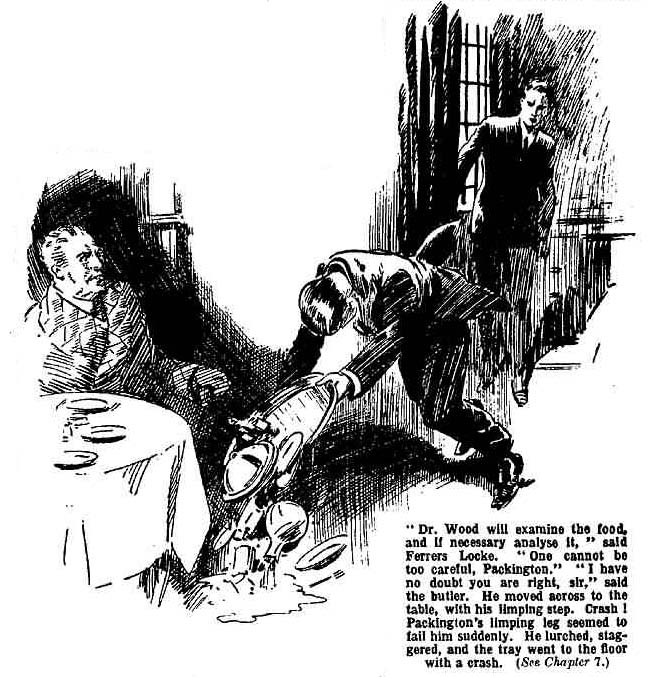 " Dr. Wood will examine the food,
and if necessary analyse it, " said
Ferrers Locke. " One cannot be
too careful, Packington." " I have
no doubt you are right, sir," said
the butler. He moved across to the
table, with his limping step. Crash !
Packington's limping leg seemed to
fail him suddenly. He lurched, stag-
gered, and the tray went to the floor
with a crash. (See Chapter 7.)